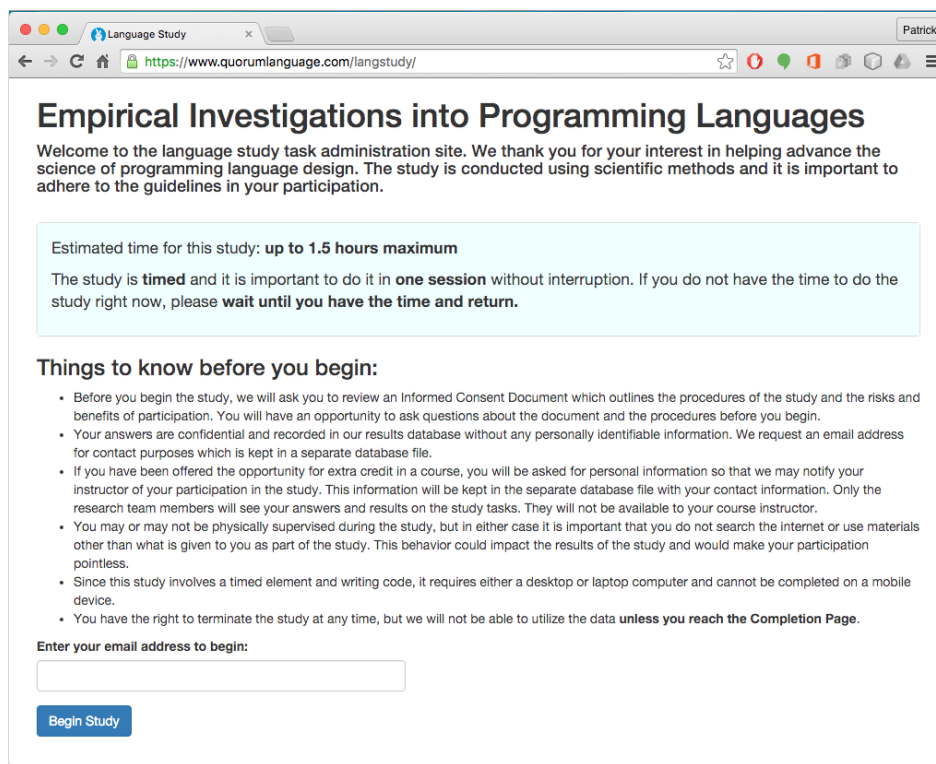 Language Study
Patrick
https://www.quorumlanguage.com/langstudy/
Empirical Investigations into Programming Languages
Welcome to the language study task administration site. We thank you for your interest in helping advance the
science of programming language design. The study is conducted using scientific methods and it is important to
adhere to the guidelines in your participation.
Estimated time for this study: up to 1.5 hours maximum
The study is timed and it is important to do it in one session without interruption. If you do not have the time to do the
study right now, please wait until you have the time and return.
Things to know before you begin:
• Before you begin the study, we will ask you to review an Informed Consent Document which outlines the procedures of the study and the risks and
benefits of participation. You will have an opportunity to ask questions about the document and the procedures before you begin.
• Your answers are confidential and recorded in our results database without any personally identifiable information. We request an email address
for contact purposes which is kept in a separate database file.
• If you have been offered the opportunity for extra credit in a course, you will be asked for personal information so that we may notify your
instructor of your participation in the study. This information will be kept in the separate database file with your contact information. Only the
research team members will see your answers and results on the study tasks. They will not be available to your course instructor.
• You may or may not be physically supervised during the study, but in either case it is important that you do not search the internet or use materials
other than what is given to you as part of the study. This behavior could impact the results of the study and would make your participation
pointless.
• Since this study involves a timed element and writing code, it requires either a desktop or laptop computer and cannot be completed on a mobile
device.
• You have the right to terminate the study at any time, but we will not be able to utilize the data unless you reach the Completion Page.
Enter your email address to begin:
Begin Study